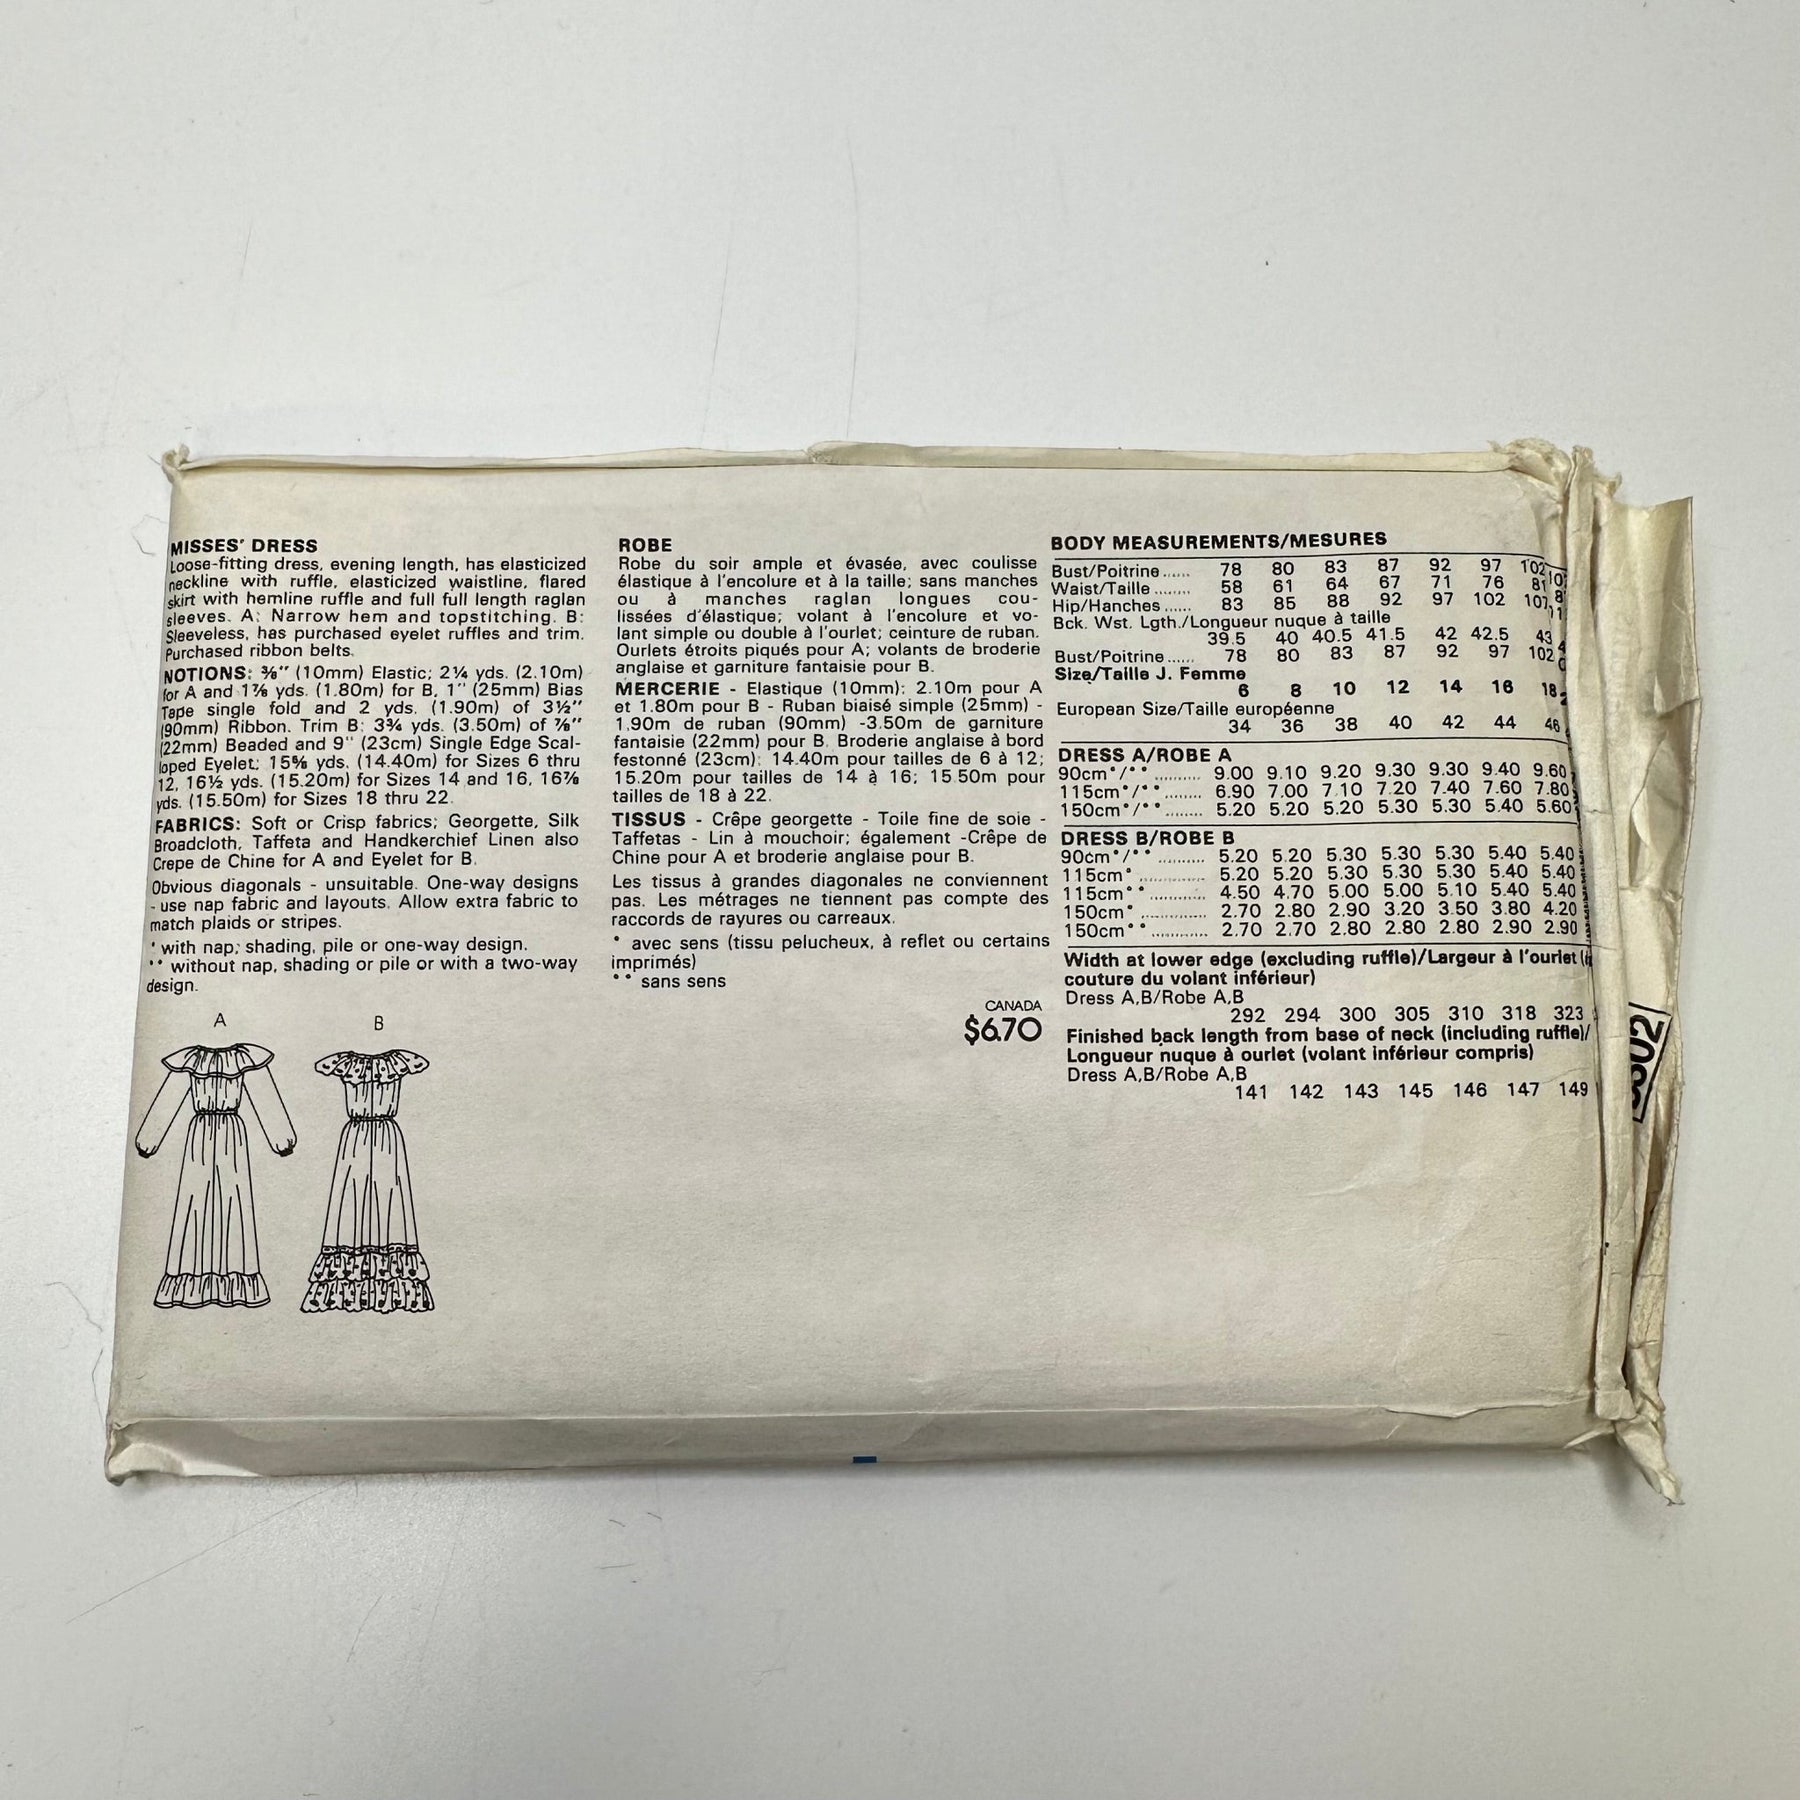 MISSES' DRESS
Loose-fitting dress, evening length, has elasticized
neckline with ruffle, elasticized waistline, flared
skirt with hemline ruffle and full full length raglan
sleeves. A: Narrow hem and topstitching. B:
Sleeveless, has purchased eyelet ruffles and trim.
Purchased ribbon belts.
NOTIONS: ⅜" (10mm) Elastic; 2¼ yds. (2.10m)
for A and 1⅞ yds. (1.80m) for B, 1" (25mm) Bias
Tape single fold and 2 yds. (1.90m) of 3½"
(90mm) Ribbon. Trim B: 3¾ yds. (3.50m) of ⅞"
(22mm) Beaded and 9" (23cm) Single Edge Scal-
loped Eyelet; 15⅝ yds. (14.40m) for Sizes 6 thru
12, 16½ yds. (15.20m) for Sizes 14 and 16, 16⅞
yds. (15.50m) for Sizes 18 thru 22.
FABRICS: Soft or Crisp fabrics; Georgette, Silk
Broadcloth, Taffeta and Handkerchief Linen also
Crepe de Chine for A and Eyelet for B.
Obvious diagonals - unsuitable. One-way designs
- use nap fabric and layouts. Allow extra fabric to
match plaids or stripes.
* with nap; shading, pile or one-way design.
** without nap, shading or pile or with a two-way
design.
A B
ROBE
Robe du soir ample et évasée, avec coulisse
élastique à l'encolure et à la taille; sans manches
ou à manches raglan longues cou-
lissées d'élastique; volant à l'encolure et vo-
lant simple ou double à l'ourlet; ceinture de ruban.
Ourlets étroits piqués pour A; volants de broderie
anglaise et garniture fantaisie pour B.
MERCERIE - Elastique (10mm): 2.10m pour A
et 1.80m pour B - Ruban biaisé simple (25mm) -
1.90m de ruban (90mm) -3.50m de garniture
fantaisie (22mm) pour B. Broderie anglaise à bord
festonné (23cm): 14.40m pour tailles de 6 à 12;
15.20m pour tailles de 14 à 16; 15.50m pour
tailles de 18 à 22.
TISSUS - Crêpe georgette - Toile fine de soie -
Taffetas - Lin à mouchoir; également -Crêpe de
Chine pour A et broderie anglaise pour B.
Les tissus à grandes diagonales ne conviennent
pas. Les métrages ne tiennent pas compte des
raccords de rayures ou carreaux.
* avec sens (tissu pelucheux, à reflet ou certains
imprimés)
** sans sens
CANADA
$6.70
BODY MEASUREMENTS/MESURES
Bust/Poitrine...... 78 80 83 87 92 97 102
Waist/Taille ........ 58 61 64 67 71 76 81
Hip/Hanches ...... 83 85 88 92 97 102 107
Bck. Wst. Lgth./Longueur nuque à taille
39.5 40 40.5 41.5 42 42.5 43
Bust/Poitrine...... 78 80 83 87 92 97 102
Size/Taille J. Femme
6 8 10 12 14 16 18
European Size/Taille européenne
34 36 38 40 42 44 46
DRESS A/ROBE A
90cm*/** .......... 9.00 9.10 9.20 9.30 9.30 9.40 9.60
115cm*/** ........ 6.90 7.00 7.10 7.20 7.40 7.60 7.80
150cm*/** ........ 5.20 5.20 5.20 5.30 5.30 5.40 5.60
DRESS B/ROBE B
90cm*/** .......... 5.20 5.20 5.30 5.30 5.30 5.40 5.40
115cm* .............. 5.20 5.20 5.30 5.30 5.30 5.40 5.40
115cm** ............ 4.50 4.70 5.00 5.00 5.10 5.40 5.40
150cm* .............. 2.70 2.80 2.90 3.20 3.50 3.80 4.20
150cm** ............ 2.70 2.70 2.80 2.80 2.80 2.90 2.90
Width at lower edge (excluding ruffle)/Largeur à l'ourlet
couture du volant inférieur)
Dress A,B/Robe A,B
292 294 300 305 310 318 323
Finished back length from base of neck (including ruffle)/
Longueur nuque à ourlet (volant inférieur compris)
Dress A,B/Robe A,B
141 142 143 145 146 147 149